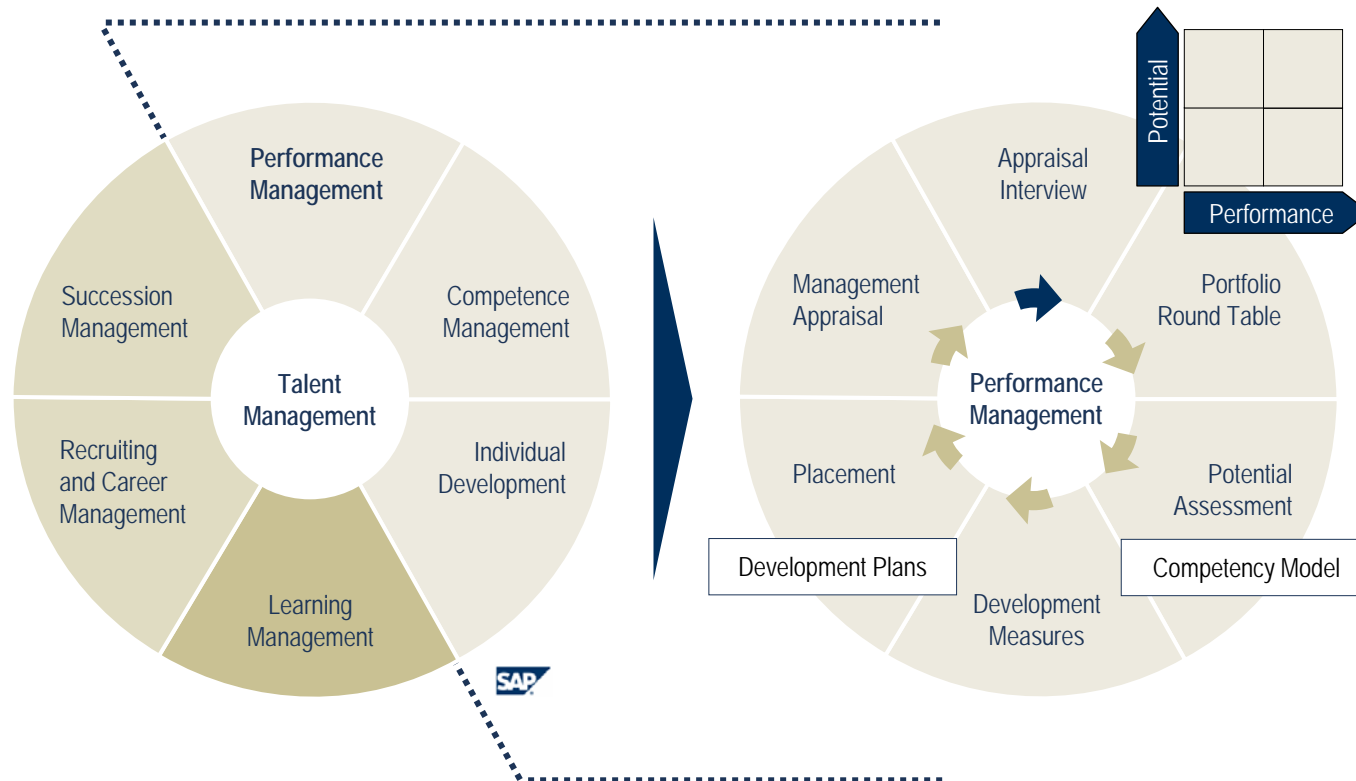 Performance
Management
Competence
Management
Individual
Development
Learning
Management
Recruiting
and Career
Management
Succession
Management
Talent
Management
SAP
Potential
Performance
Appraisal
Interview
Portfolio
Round Table
Potential
Assessment
Competency Model
Development
Measures
Development Plans
Placement
Management
Appraisal
Performance
Management